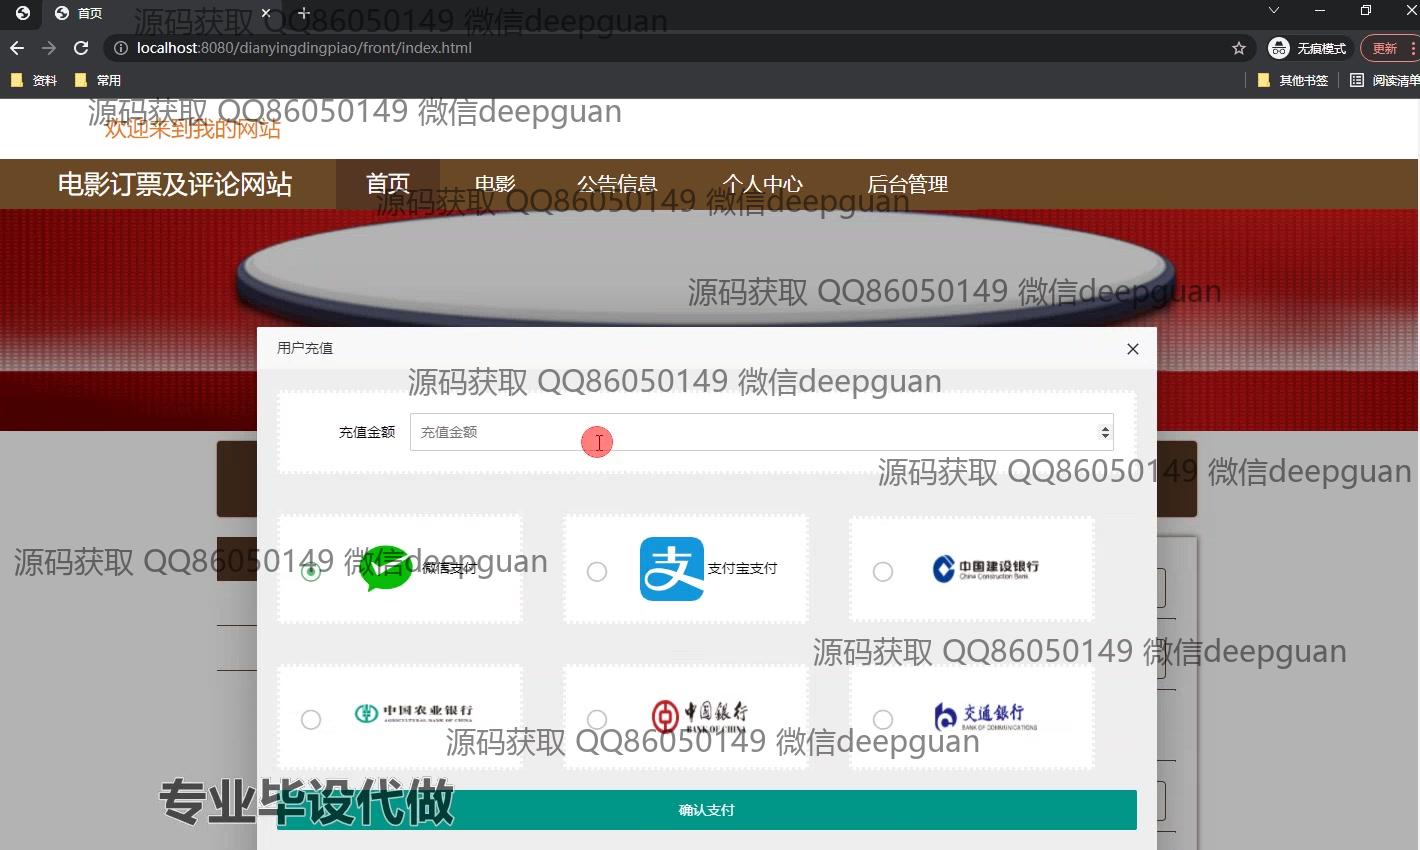 首页
源码获取 QQ86050149 微信deepguan
localhost:8080/dianyingdingpiao/front/index.html
无痕模式
更新
资料
常用
其他书签
阅读清单
源码获取 QQ86050149 微信deepguan
欢迎来到我的网站
电影订票及评论网站
首页
电影
公告信息
个人中心
后台管理
源码获取 QQ86050149 微信deepguan
源码获取 QQ86050149 微信deepguan
用户充值
源码获取 QQ86050149 微信deepguan
充值金额
充值金额
源码获取 QQ86050149 微信deepguan
源码获取 QQ86050149 微信deepguan
微信支付
支付宝支付
中国建设银行
China Construction Bank
源码获取 QQ86050149 微信deepguan
中国农业银行
AGRICULTURAL BANK OF CHINA
中国银行
BANK OF CHINA
交通银行
BANK OF COMMUNICATIONS
源码获取 QQ86050149 微信deepguan
专业毕设代做
确认支付